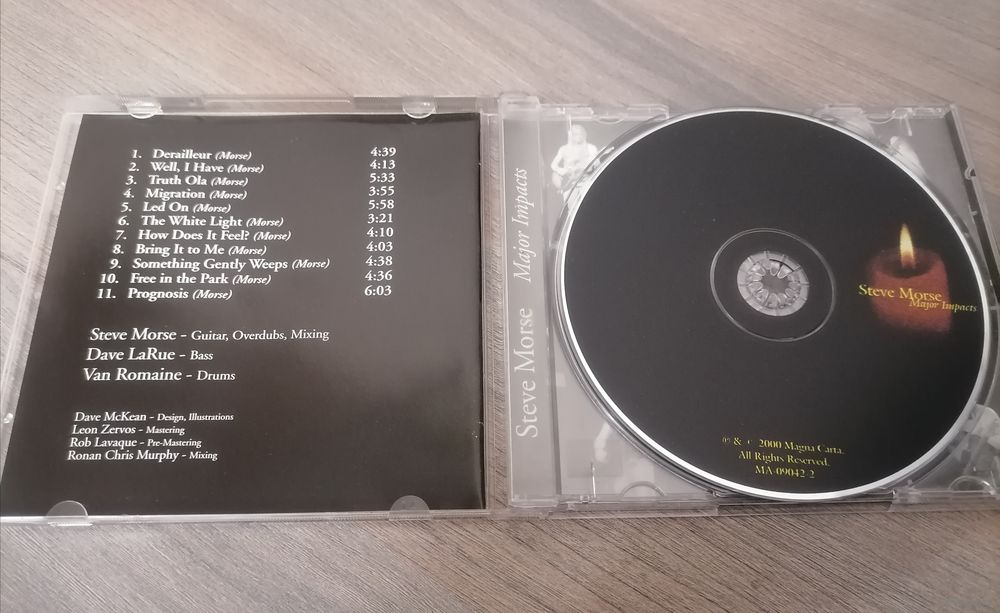 1. Derailleur (Morse) 4:39
2. Well, I Have (Morse) 4:13
3. Truth Ola (Morse) 5:33
4. Migration (Morse) 3:55
5. Led On (Morse) 5:58
6. The White Light (Morse) 3:21
7. How Does It Feel? (Morse) 4:10
8. Bring It to Me (Morse) 4:03
9. Something Gently Weeps (Morse) 4:38
10. Free in the Park (Morse) 4:36
11. Prognosis (Morse) 6:03
Steve Morse - Guitar, Overdubs, Mixing
Dave LaRue - Bass
Van Romaine - Drums
Dave McKean - Design, Illustrations
Leon Zervos - Mastering
Rob Lavaque - Pre-Mastering
Ronan Chris Murphy - Mixing
Steve Morse Major Impacts
Steve Morse
Major Impacts
℗ & © 2000 Magna Carta.
All Rights Reserved.
MA-09042-2